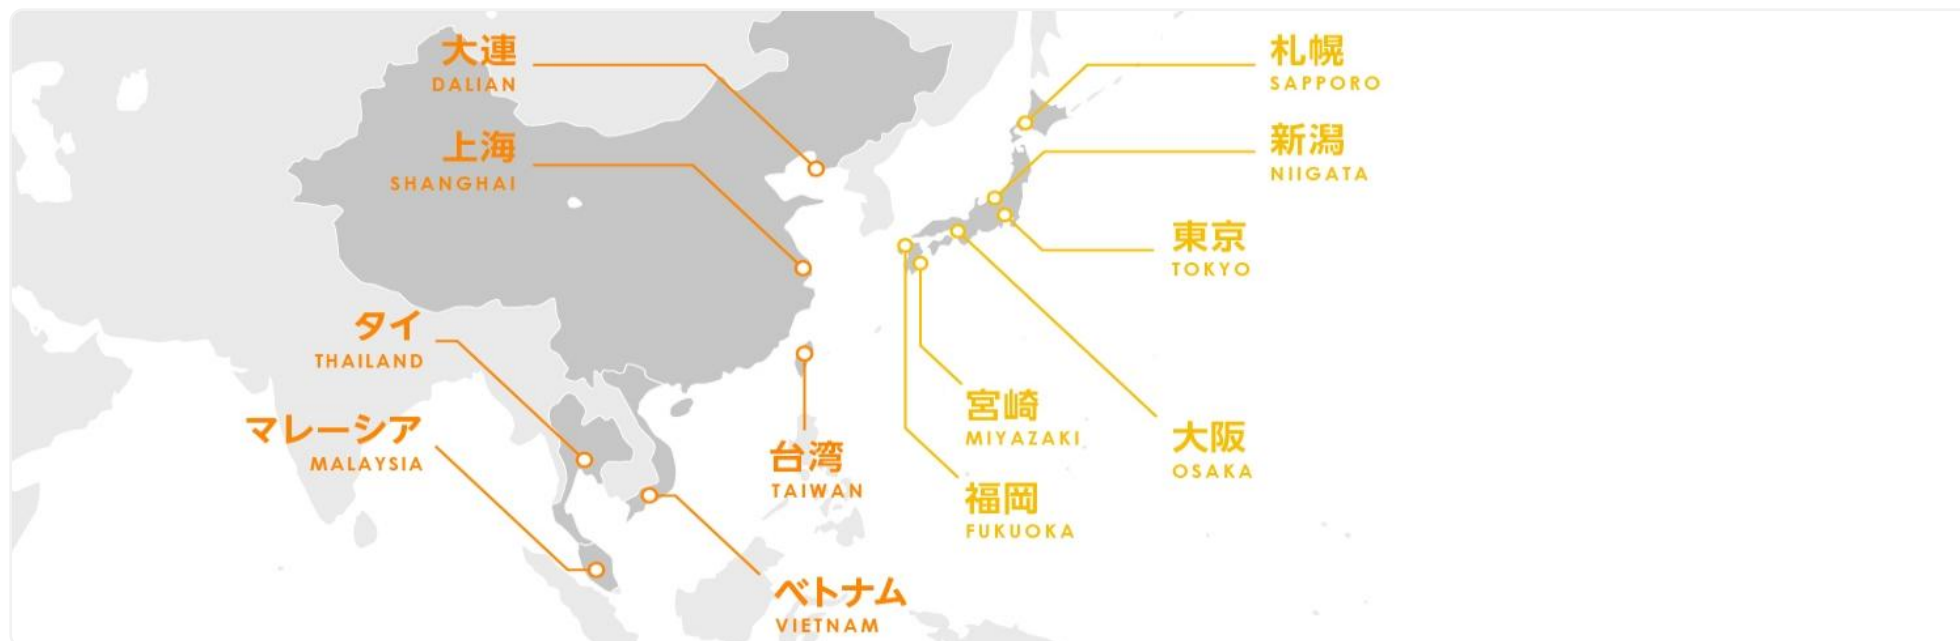 大連
DALIAN
上海
SHANGHAI
タイ
THAILAND
マレーシア
MALAYSIA
台湾
TAIWAN
ベトナム
VIETNAM
札幌
SAPPORO
新潟
NIIGATA
東京
TOKYO
宮崎
MIYAZAKI
大阪
OSAKA
福岡
FUKUOKA